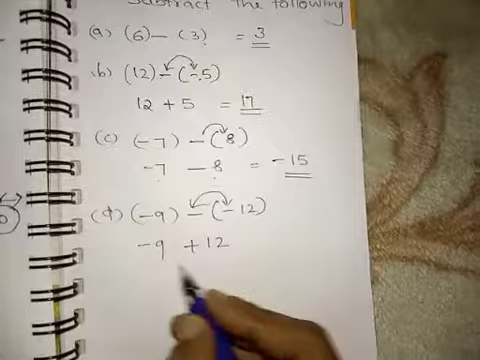 Subtract the following
(a) (6) – (3) = 3
b) (12) – (-5)
12 + 5 = 17
(c) (-7) – (8)
-7 – 8 = -15
(d) (-9) – (-12)
-9 + 12